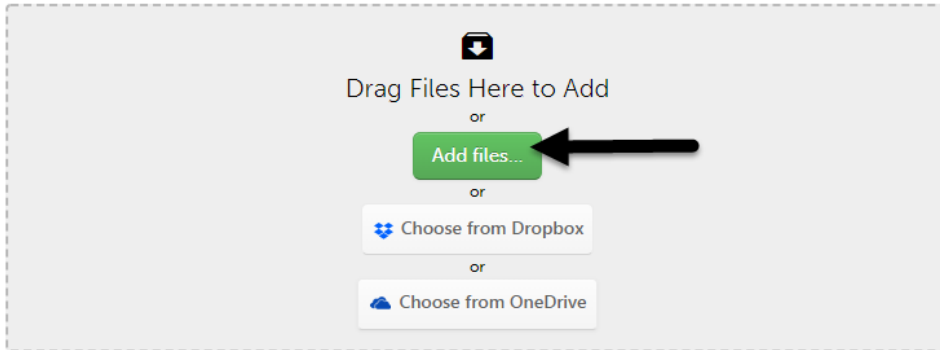 Drag Files Here to Add
or
Add files...
or
Choose from Dropbox
or
Choose from OneDrive